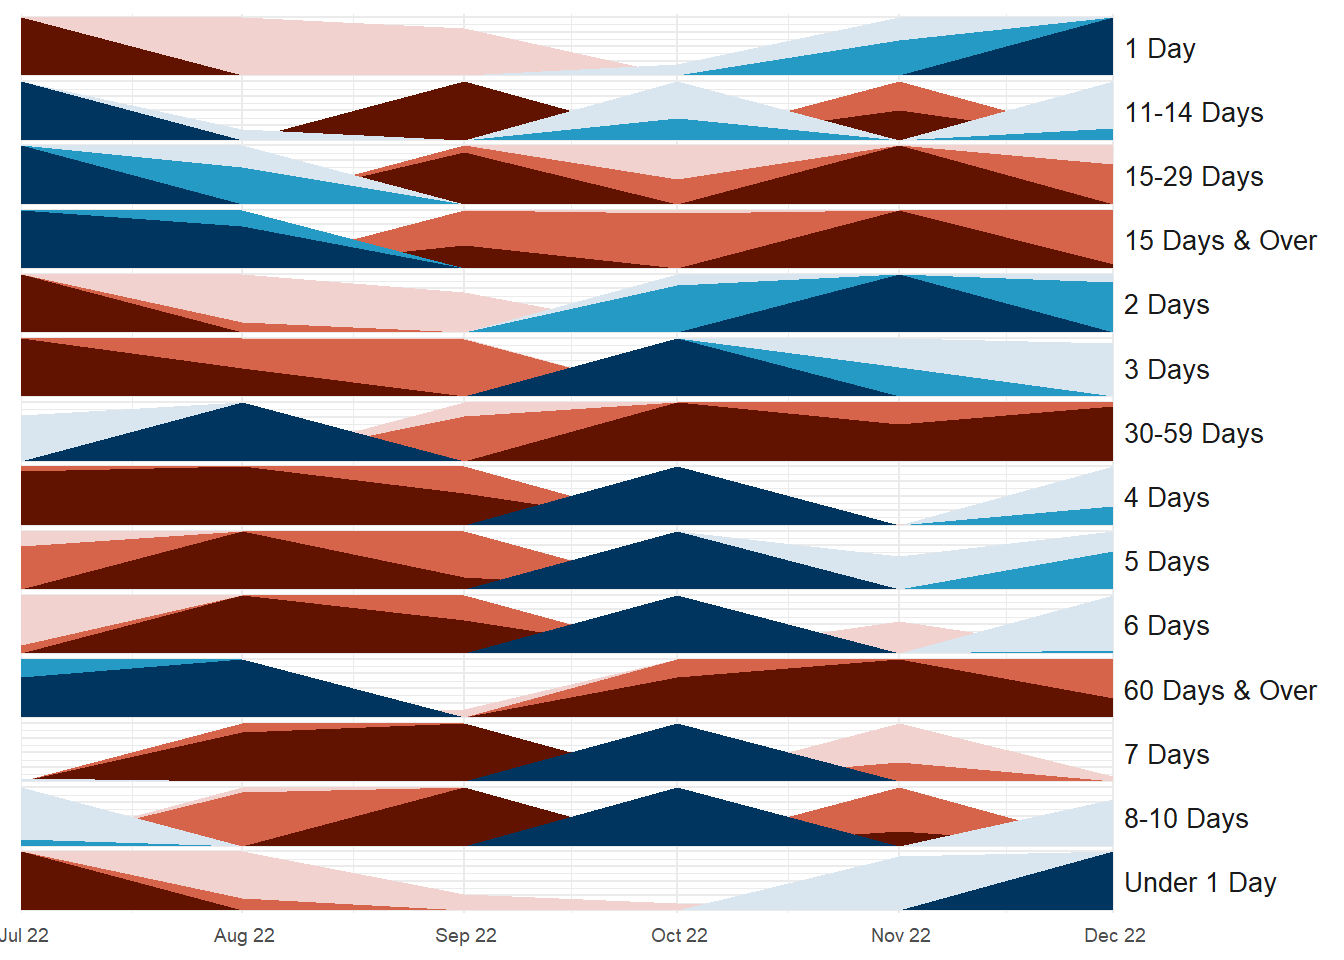 1 Day
11-14 Days
15-29 Days
15 Days & Over
2 Days
3 Days
30-59 Days
4 Days
5 Days
6 Days
60 Days & Over
7 Days
8-10 Days
Under 1 Day
Jul 22 Aug 22 Sep 22 Oct 22 Nov 22 Dec 22